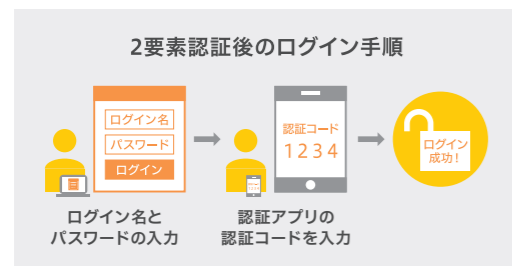 2要素認証後のログイン手順
ログイン名
パスワード
ログイン
認証コード
1234
ログイン
成功！
ログイン名と
パスワードの入力
認証アプリの
認証コードを入力